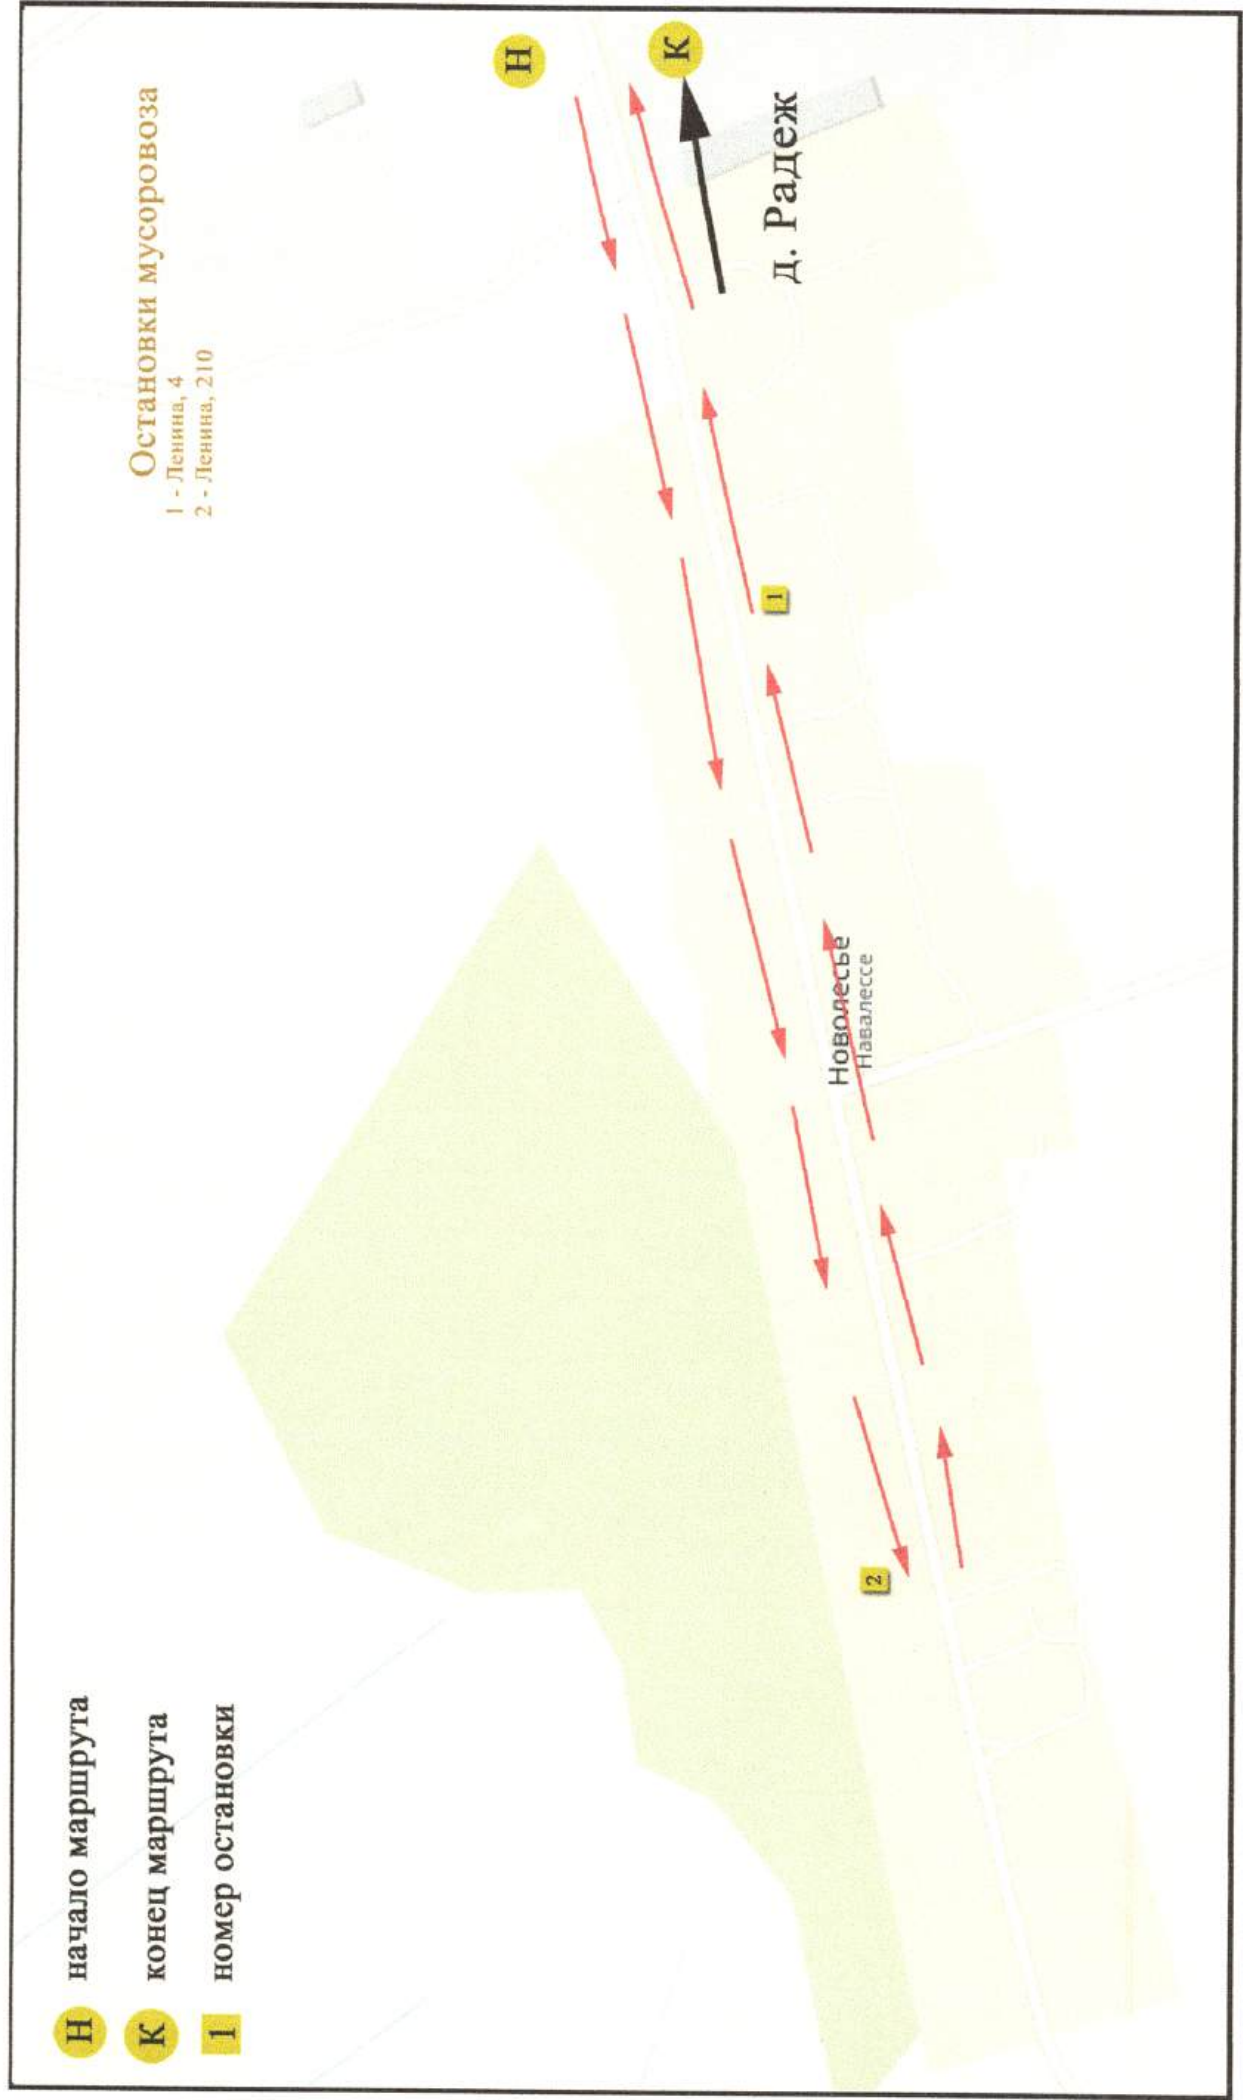 Н начало маршрута
К конец маршрута
1 номер остановки
Остановки мусоровоза
1 - Ленина, 4
2 - Ленина, 210
Н
К
д. Радеж
1
Новолесье
Навалессе
2